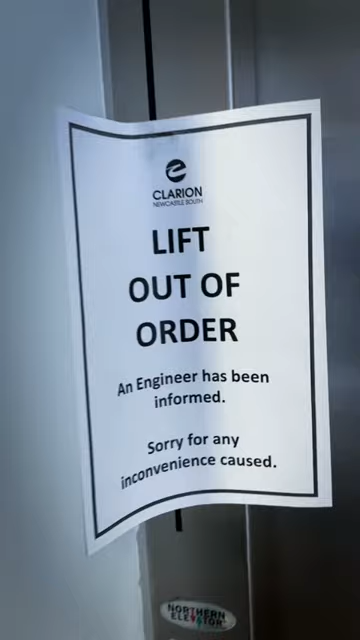 CLARION
NEWCASTLE SOUTH
LIFT
OUT OF
ORDER
An Engineer has been
informed.
Sorry for any
inconvenience caused.
NORTHERN
ELEVATOR